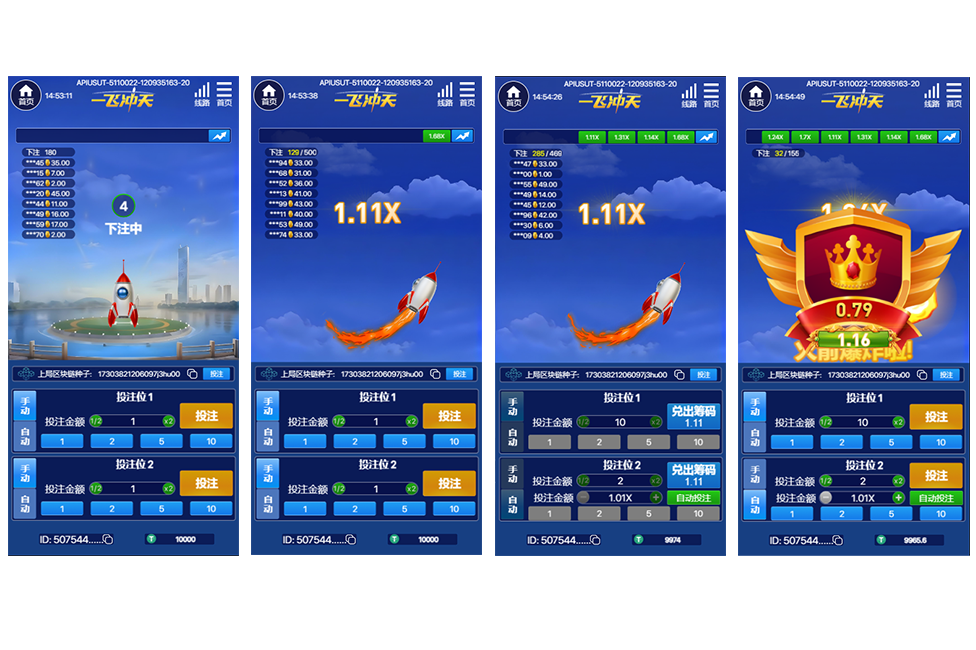 APIUSUT-5110022-120935163-20
首页
14:53:11
一飞冲天
线路
首页
下注 180
***45 35.00
***15 7.00
***62 2.00
***20 45.00
***44 11.00
***49 16.00
***59 17.00
***70 2.00
4
下注中
上局区块链种子: 17303821206097j3hu00
投注
手动
自动
投注位1
投注金额
1/2
1
x2
投注
1
2
5
10
手动
自动
投注位2
投注金额
1/2
1
x2
投注
1
2
5
10
ID: 507544......
10000
APIUSUT-5110022-120935163-20
首页
14:53:38
一飞冲天
线路
首页
1.68X
下注 129 / 500
***94 33.00
***68 31.00
***52 36.00
***13 41.00
***99 43.00
***11 40.00
***53 49.00
***74 33.00
1.11X
上局区块链种子: 17303821206097j3hu00
投注
手动
自动
投注位1
投注金额
1/2
1
x2
投注
1
2
5
10
手动
自动
投注位2
投注金额
1/2
1
x2
投注
1
2
5
10
ID: 507544......
10000
APIUSUT-5110022-120935163-20
首页
14:54:26
一飞冲天
线路
首页
1.11X
1.31X
1.14X
1.68X
下注 285 / 469
***47 33.00
***00 1.00
***55 49.00
***49 14.00
***45 12.00
***96 42.00
***30 6.00
***09 4.00
1.11X
上局区块链种子: 17303821206097j3hu00
投注
手动
自动
投注位1
投注金额
1/2
10
x2
兑出筹码
1.11
1
2
5
10
手动
自动
投注位2
投注金额
1/2
2
x2
兑出筹码
1.11
投注金额
1.01X
自动投注
1
2
5
10
ID: 507544......
9974
APIUSUT-5110022-120935163-20
首页
14:54:49
一飞冲天
线路
首页
1.24X
1.7X
1.11X
1.31X
1.14X
1.68X
下注 32 / 155
0.79
1.16
火箭爆炸啦!
上局区块链种子: 17303821206097j3hu00
投注
手动
自动
投注位1
投注金额
1/2
10
x2
投注
1
2
5
10
手动
自动
投注位2
投注金额
1/2
2
x2
投注
投注金额
1.01X
自动投注
1
2
5
10
ID: 507544......
9965.6